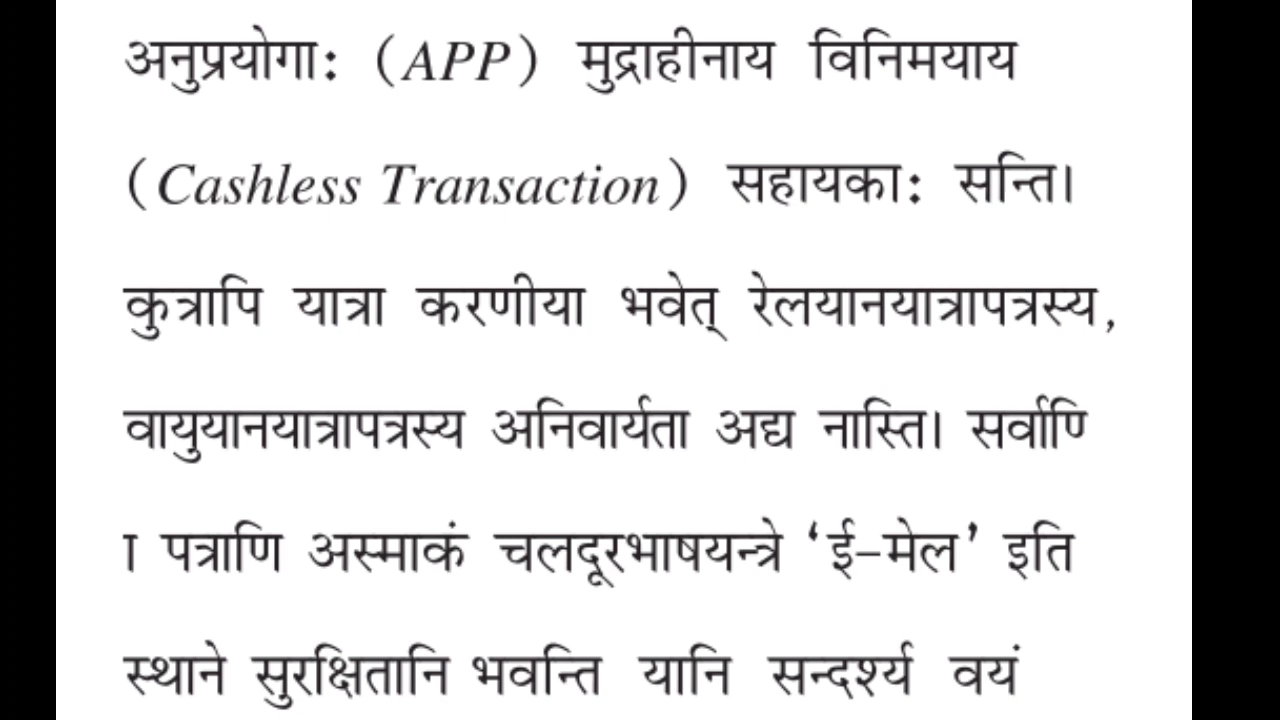 अनुप्रयोगाः (APP) मुद्राहीनाय विनिमयाय
(Cashless Transaction) सहायकाः सन्ति।
कुत्रापि यात्रा करणीया भवेत् रेलयानयात्रापत्रस्य,
वायुयानयात्रापत्रस्य अनिवार्यता अद्य नास्ति। सर्वाणि
ा पत्राणि अस्माकं चलदूरभाषयन्त्रे ‘ई-मेल’ इति
स्थाने सुरक्षितानि भवन्ति यानि सन्दर्श्य वयं